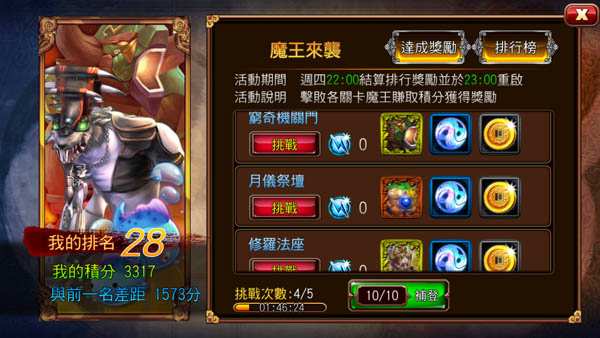 魔王來襲
達成獎勵
排行榜
活動期間 週四22:00結算排行獎勵並於23:00重啟
活動說明 擊敗各關卡魔王賺取積分獲得獎勵
窮奇機關門
挑戰 0
月儀祭壇
挑戰 0
修羅法座
挑戰 0
挑戰次數:4/5
01:46:24
10/10 補登
我的排名 28
我的積分 3317
與前一名差距 1573分